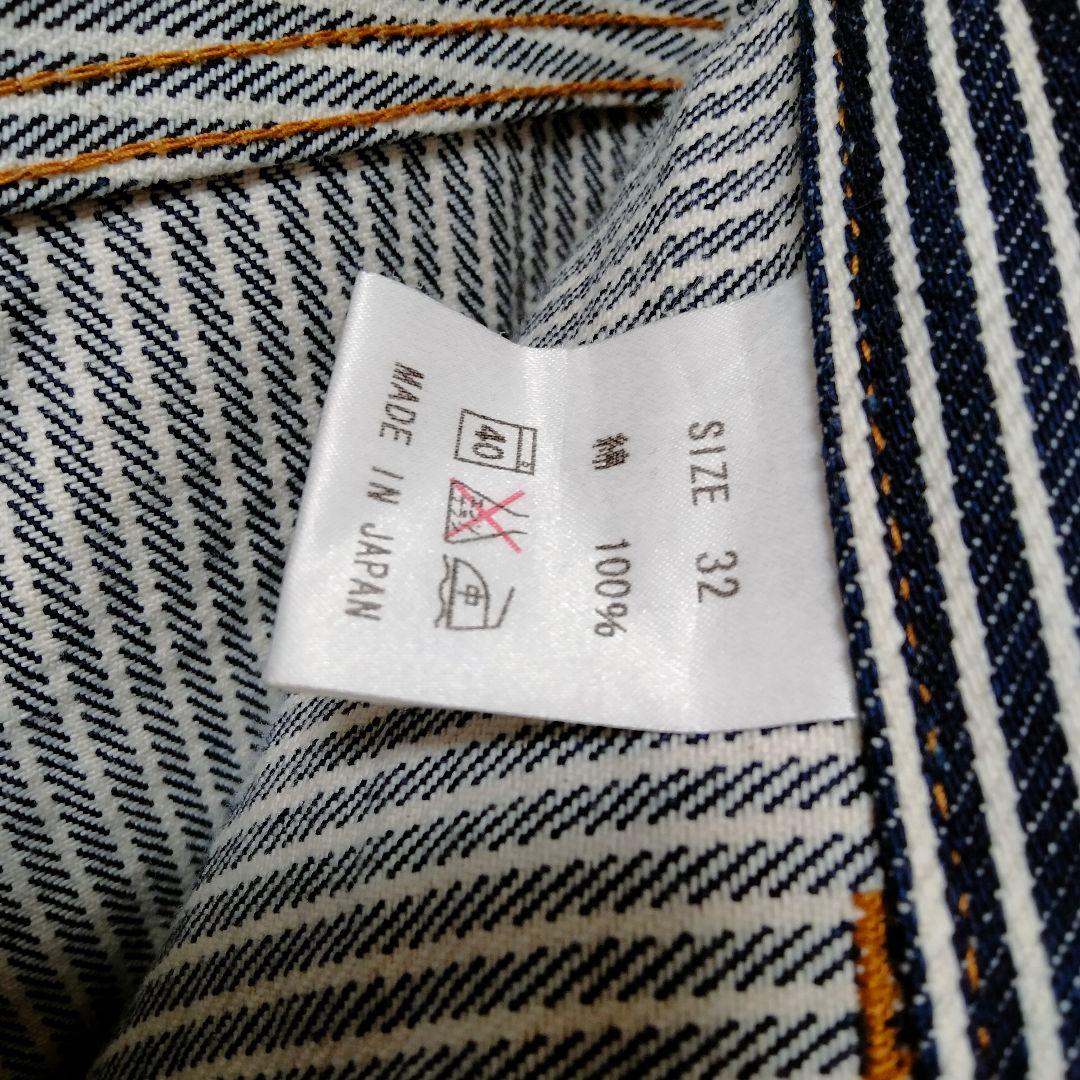 SIZE 32
綿 100%
40
中
MADE IN JAPAN